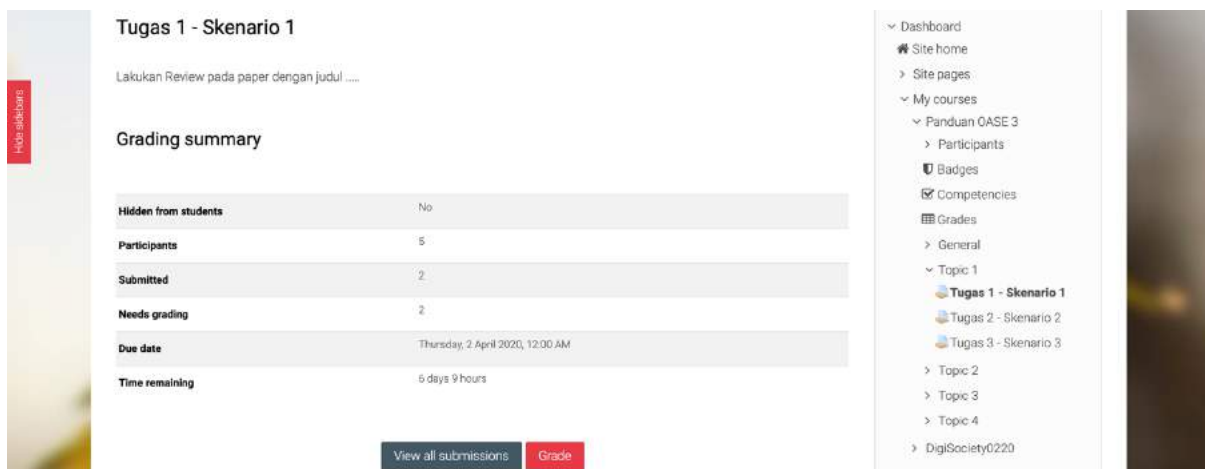 Hide sidebars
Tugas 1 - Skenario 1
Lakukan Review pada paper dengan judul .....
Grading summary
Hidden from students No
Participants 5
Submitted 2
Needs grading 2
Due date Thursday, 2 April 2020, 12:00 AM
Time remaining 6 days 9 hours
View all submissions Grade
Dashboard
Site home
Site pages
My courses
Panduan OASE 3
Participants
Badges
Competencies
Grades
General
Topic 1
Tugas 1 - Skenario 1
Tugas 2 - Skenario 2
Tugas 3 - Skenario 3
Topic 2
Topic 3
Topic 4
DigiSociety0220